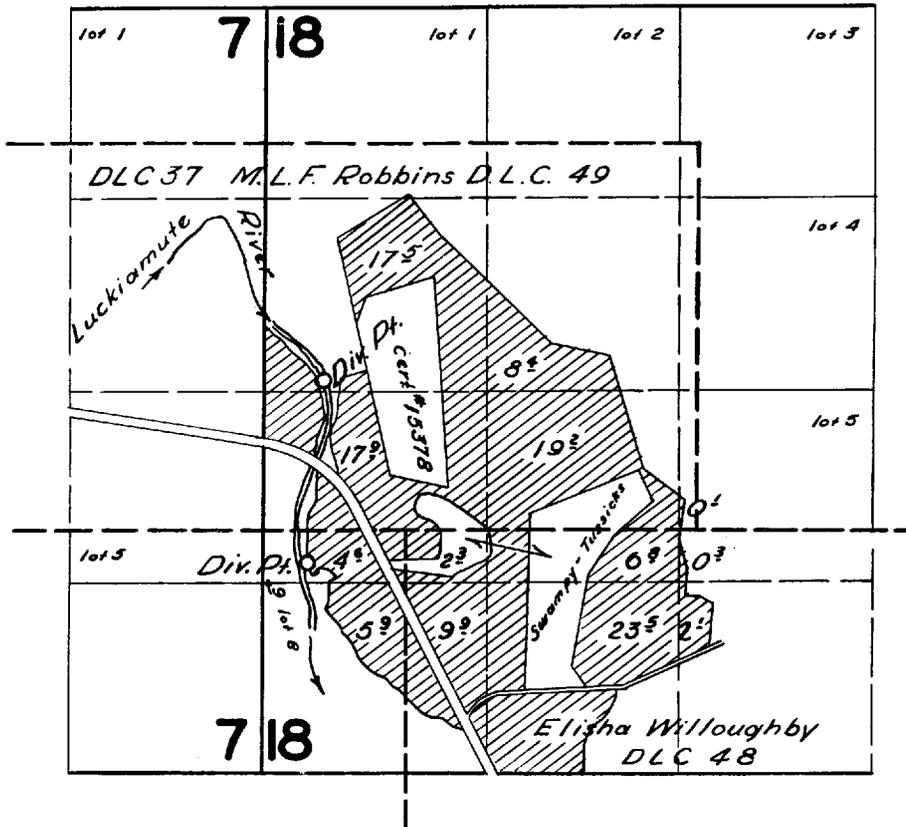 lot 1
7 18
lot 1
lot 2
lot 3
DLC 37 M.L.F. Robbins D.L.C. 49
Luckiamute
River
lot 4
17.5
Div. Pt.
Cert #15378
8.4
lot 5
17.9
19.2
0.1
Swampy - Tussicks
lot 5
Div. Pt.
4.6
2.3
6.8
0.3
lot 8
5.9
9.9
23.5
2.1
7 18
Elisha Willoughby
DLC 48